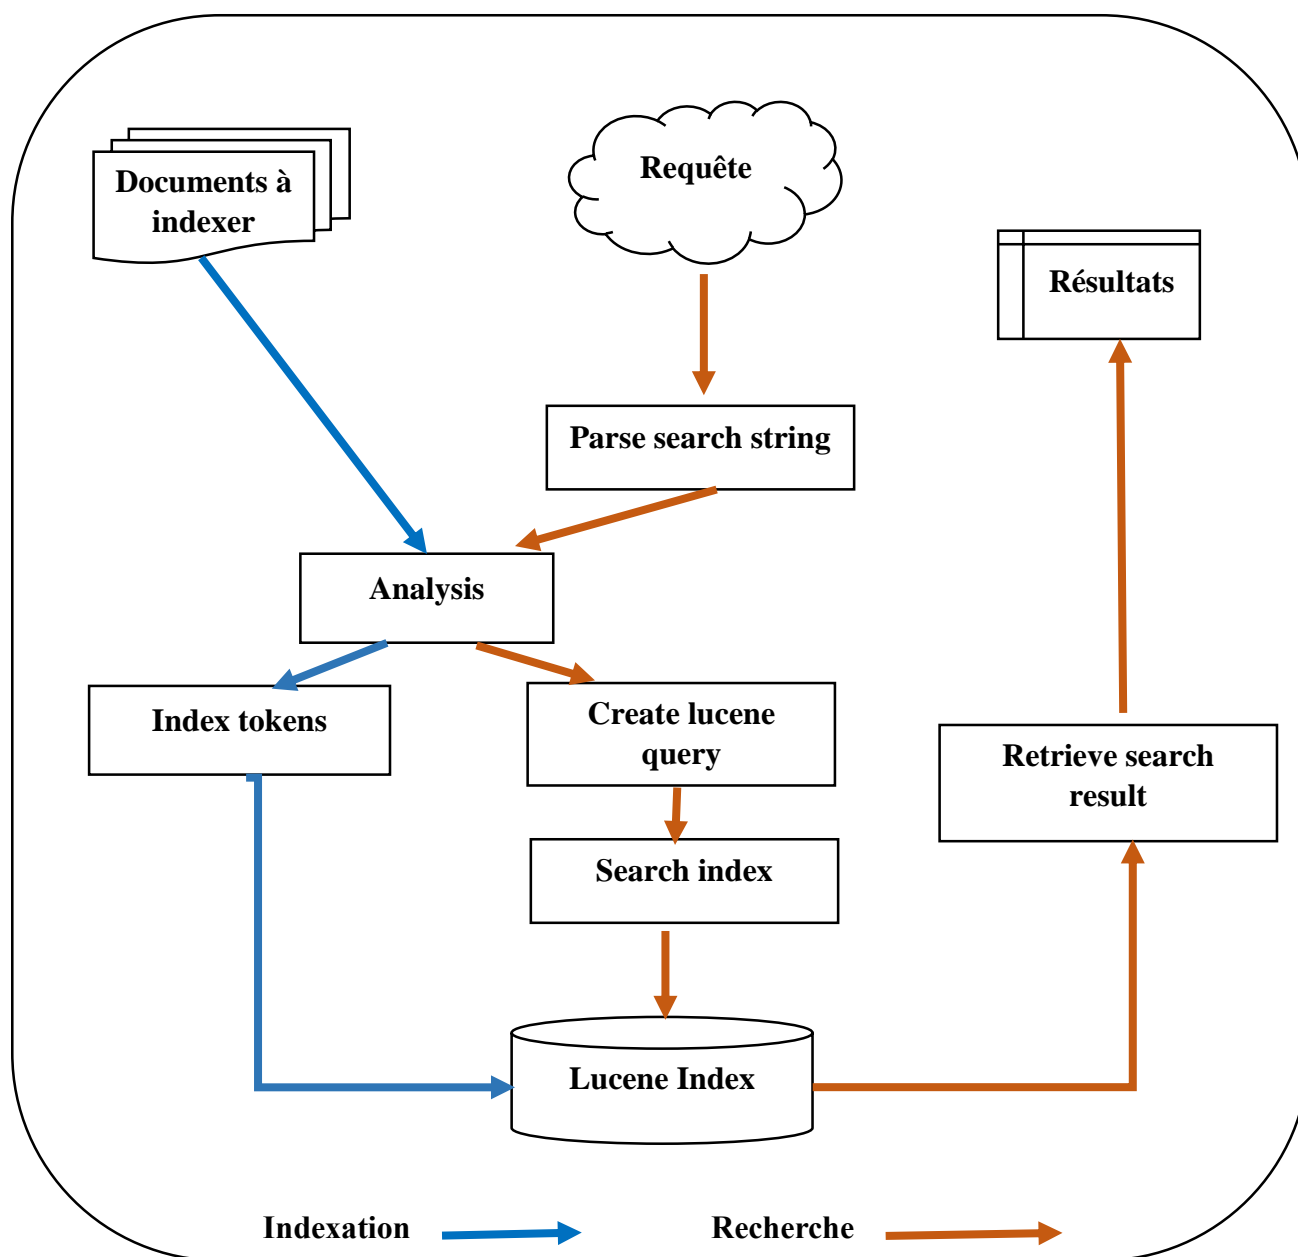 Documents à
indexer
Requête
Résultats
Parse search string
Analysis
Index tokens
Create lucene
query
Retrieve search
result
Search index
Lucene Index
Indexation
Recherche